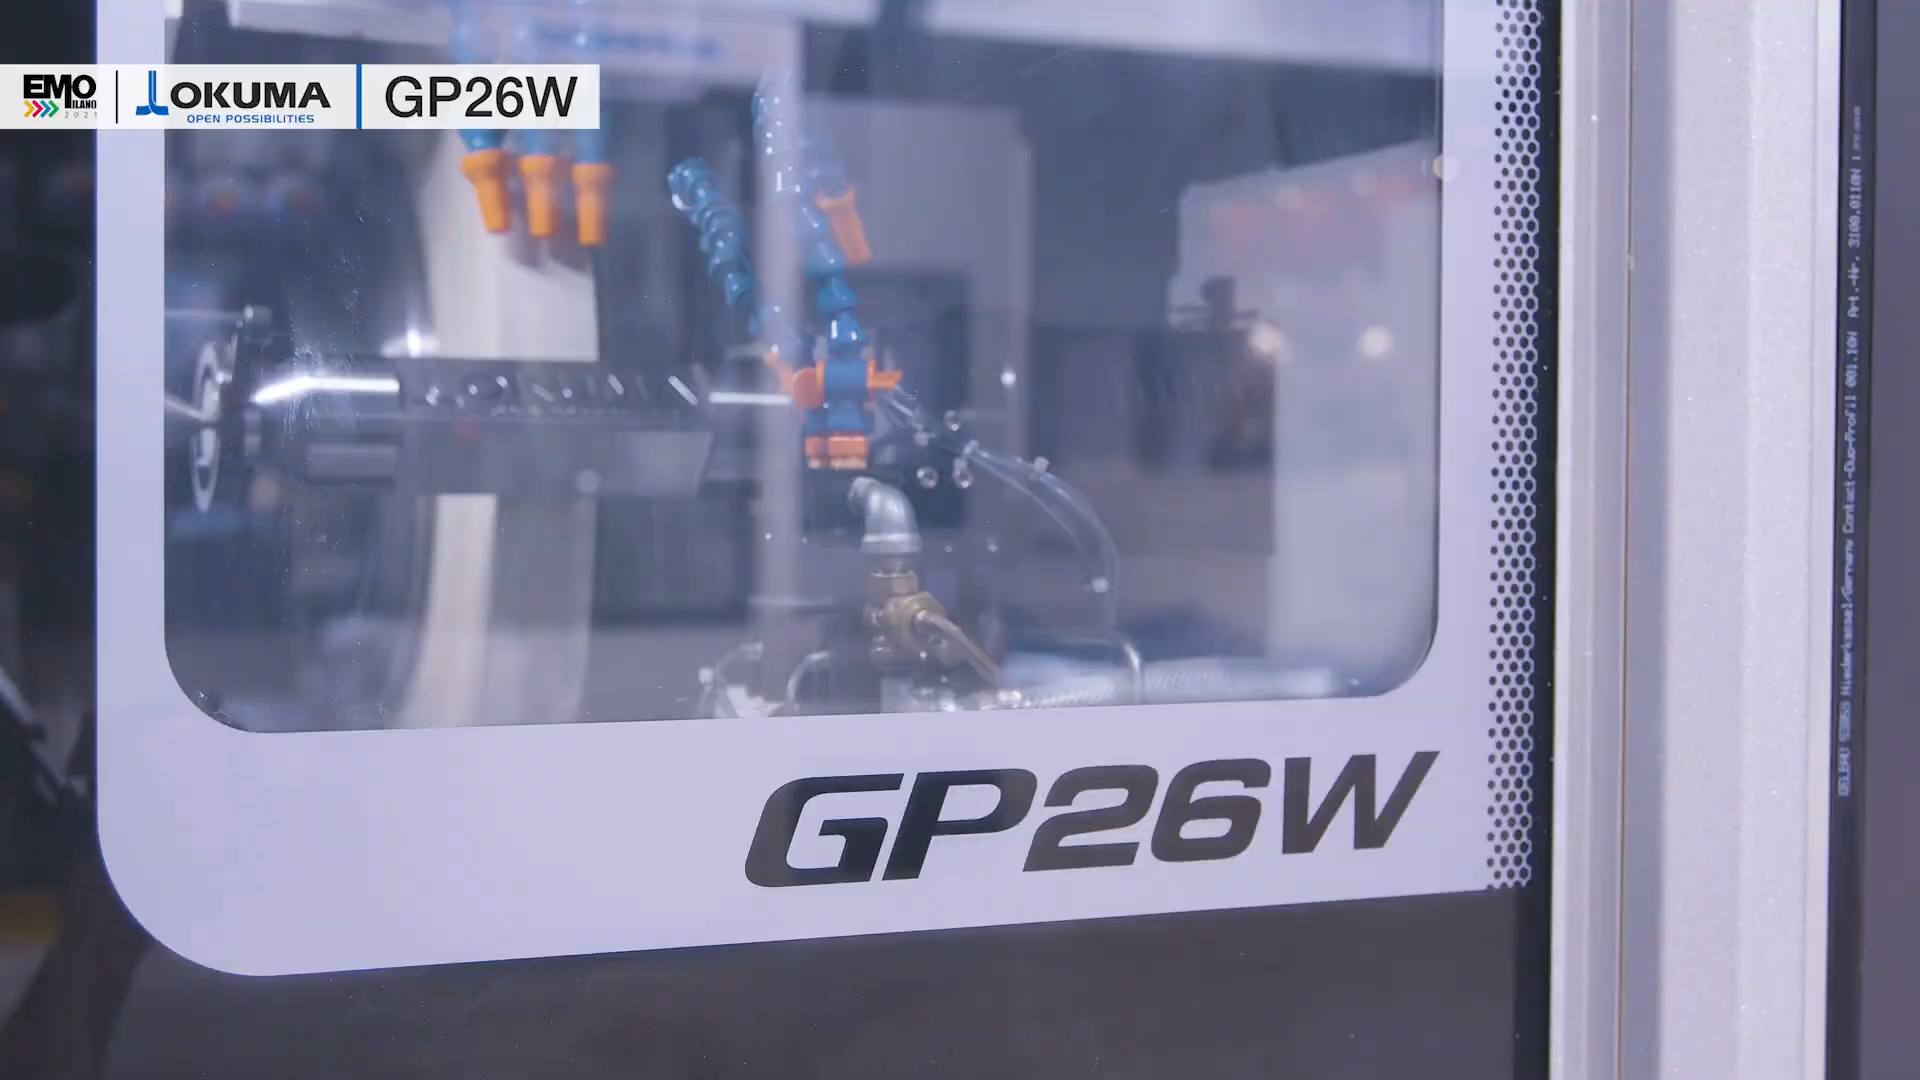 EMO
MILANO
2021
OKUMA
OPEN POSSIBILITIES
GP26W
GP26W